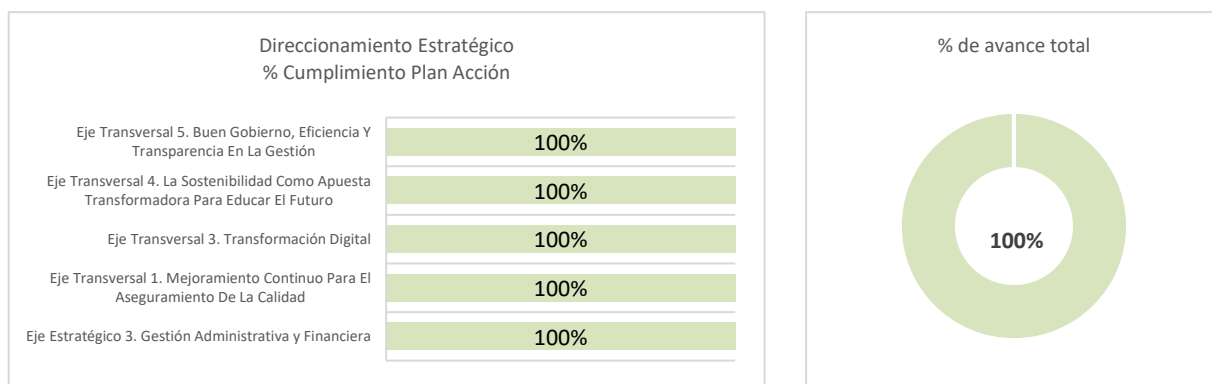 Direccionamiento Estratégico
% Cumplimiento Plan Acción
Eje Transversal 5. Buen Gobierno, Eficiencia Y
Transparencia En La Gestión
100%
Eje Transversal 4. La Sostenibilidad Como Apuesta
Transformadora Para Educar El Futuro
100%
Eje Transversal 3. Transformación Digital
100%
Eje Transversal 1. Mejoramiento Continuo Para El
Aseguramiento De La Calidad
100%
Eje Estratégico 3. Gestión Administrativa y Financiera
100%
% de avance total
100%